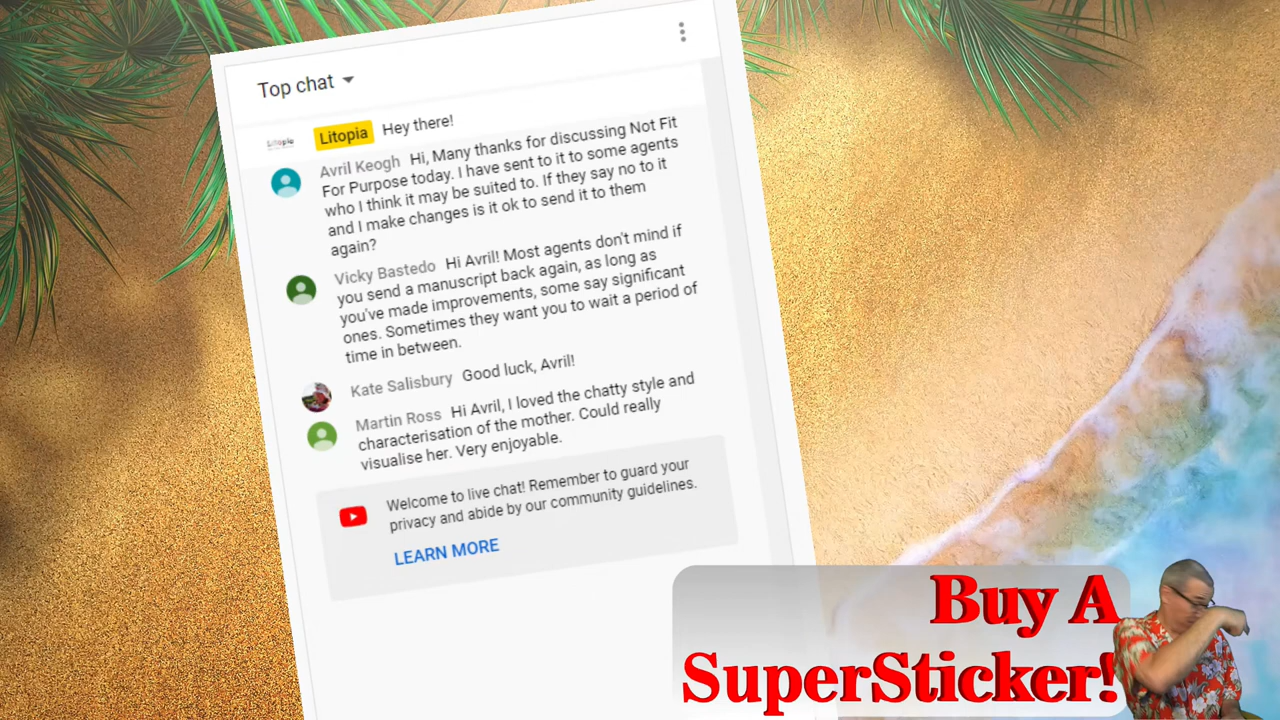 Top chat
Litopia Hey there!
Avril Keogh Hi, Many thanks for discussing Not Fit
For Purpose today. I have sent to it to some agents
who I think it may be suited to. If they say no to it
and I make changes is it ok to send it to them
again?
Vicky Bastedo Hi Avril! Most agents don't mind if
you send a manuscript back again, as long as
you've made improvements, some say significant
ones. Sometimes they want you to wait a period of
time in between.
Kate Salisbury Good luck, Avril!
Martin Ross Hi Avril, I loved the chatty style and
characterisation of the mother. Could really
visualise her. Very enjoyable.
Welcome to live chat! Remember to guard your
privacy and abide by our community guidelines.
LEARN MORE
Buy A
SuperSticker!